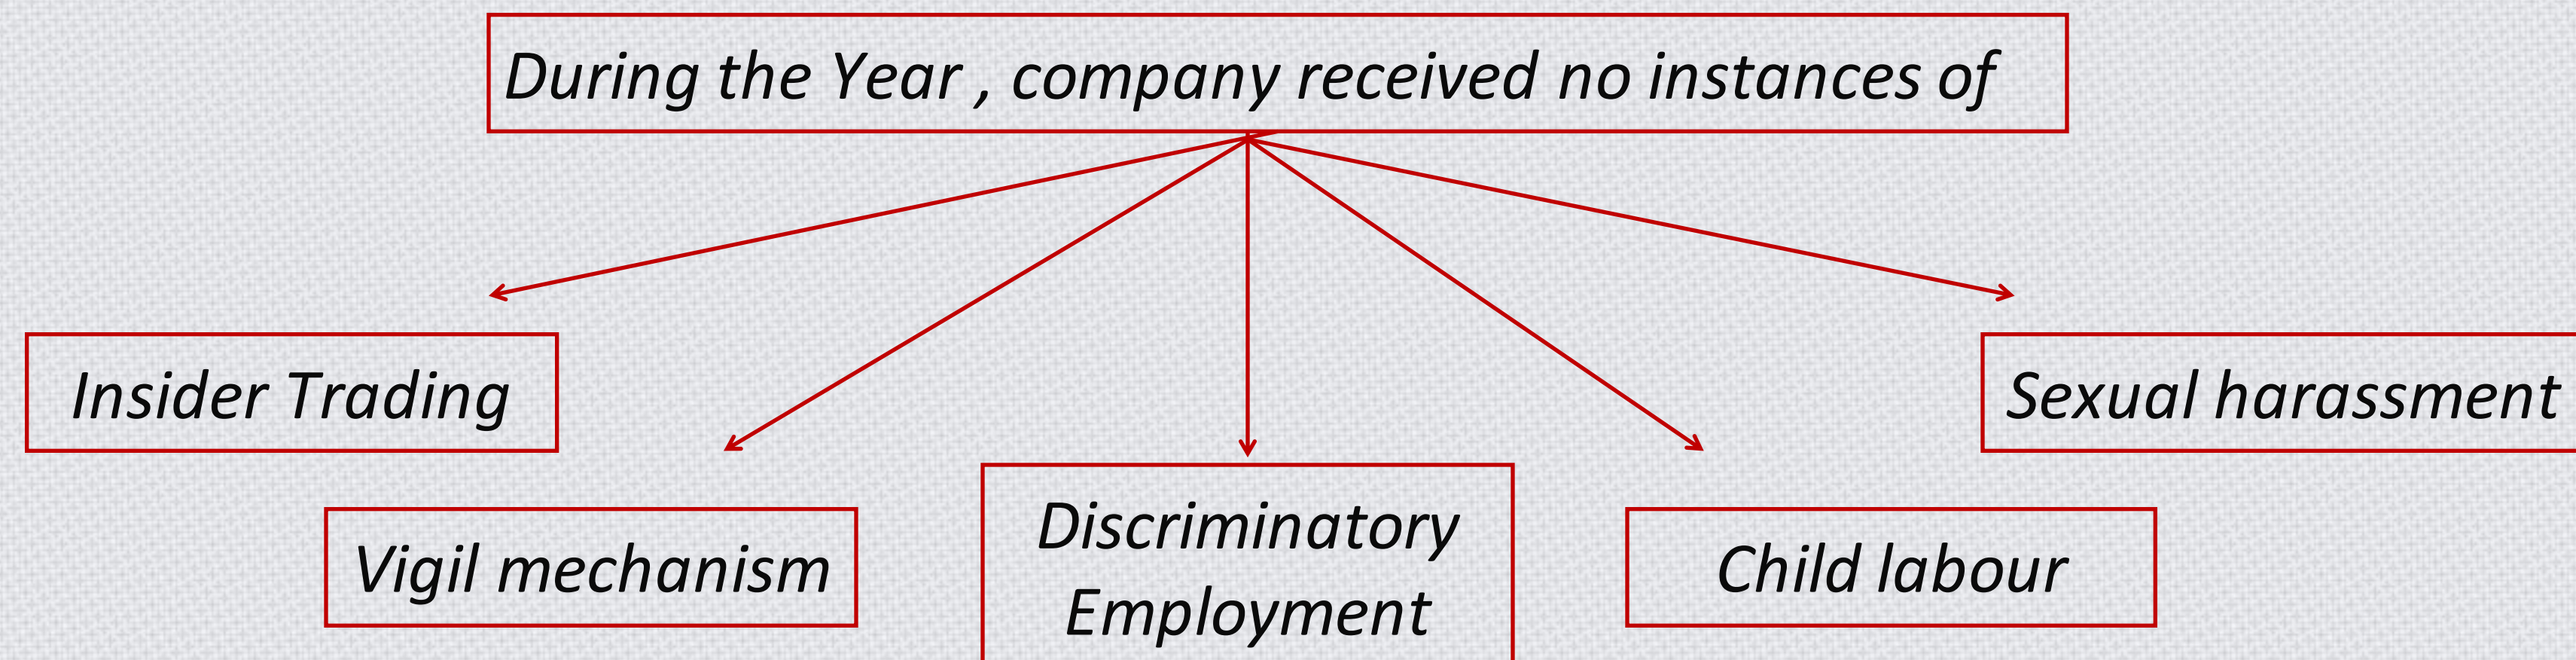 During the Year , company received no instances of
Insider Trading
Sexual harassment
Vigil mechanism
Discriminatory
Employment
Child labour